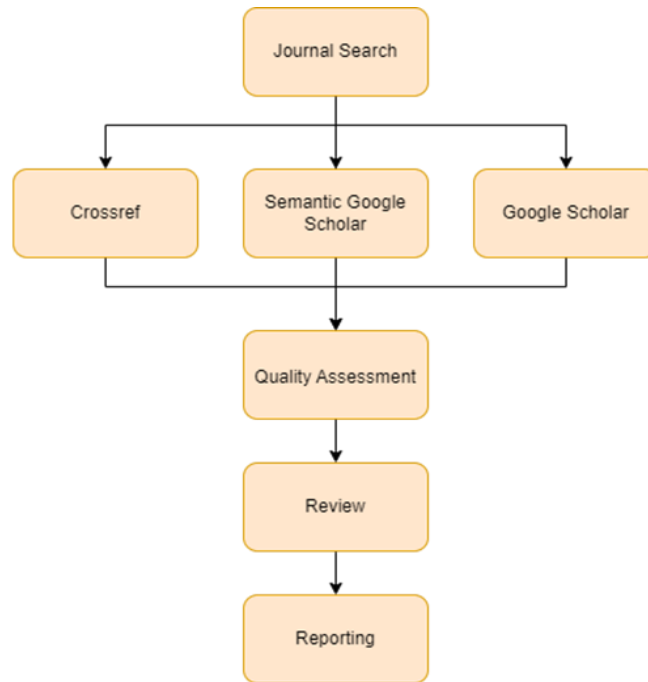 Journal Search
Crossref
Semantic Google
Scholar
Google Scholar
Quality Assessment
Review
Reporting